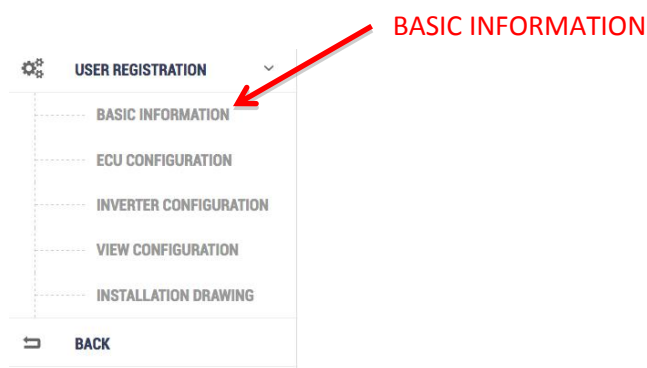 BASIC INFORMATION
USER REGISTRATION
BASIC INFORMATION
ECU CONFIGURATION
INVERTER CONFIGURATION
VIEW CONFIGURATION
INSTALLATION DRAWING
BACK